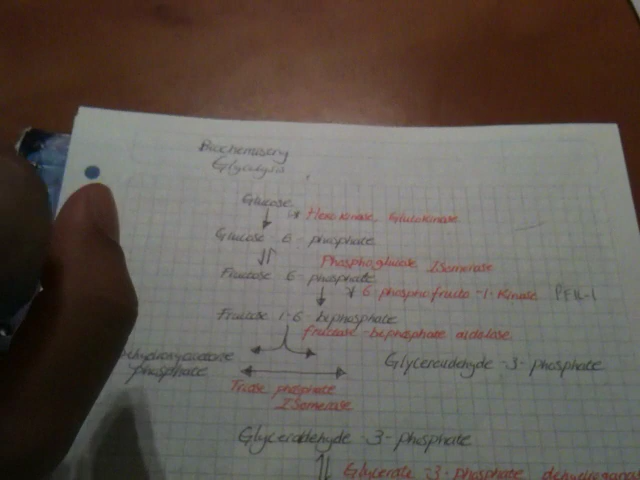 Biochemistry
Glycolysis
Glucose
Hexokinase, Glucokinase
Glucose - 6 - phosphate
Phosphoglucose Isomerase
Fructose 6 - phosphate
6-phosphofructo-1-Kinase PFK-1
Fructose 1-6-bisphosphate
fructose-bisphosphate aldolase
phosphate
Glyceraldehyde-3-phosphate
Triose phosphate
Isomerase
Glyceraldehyde-3-phosphate
Glycerate-3-phosphate